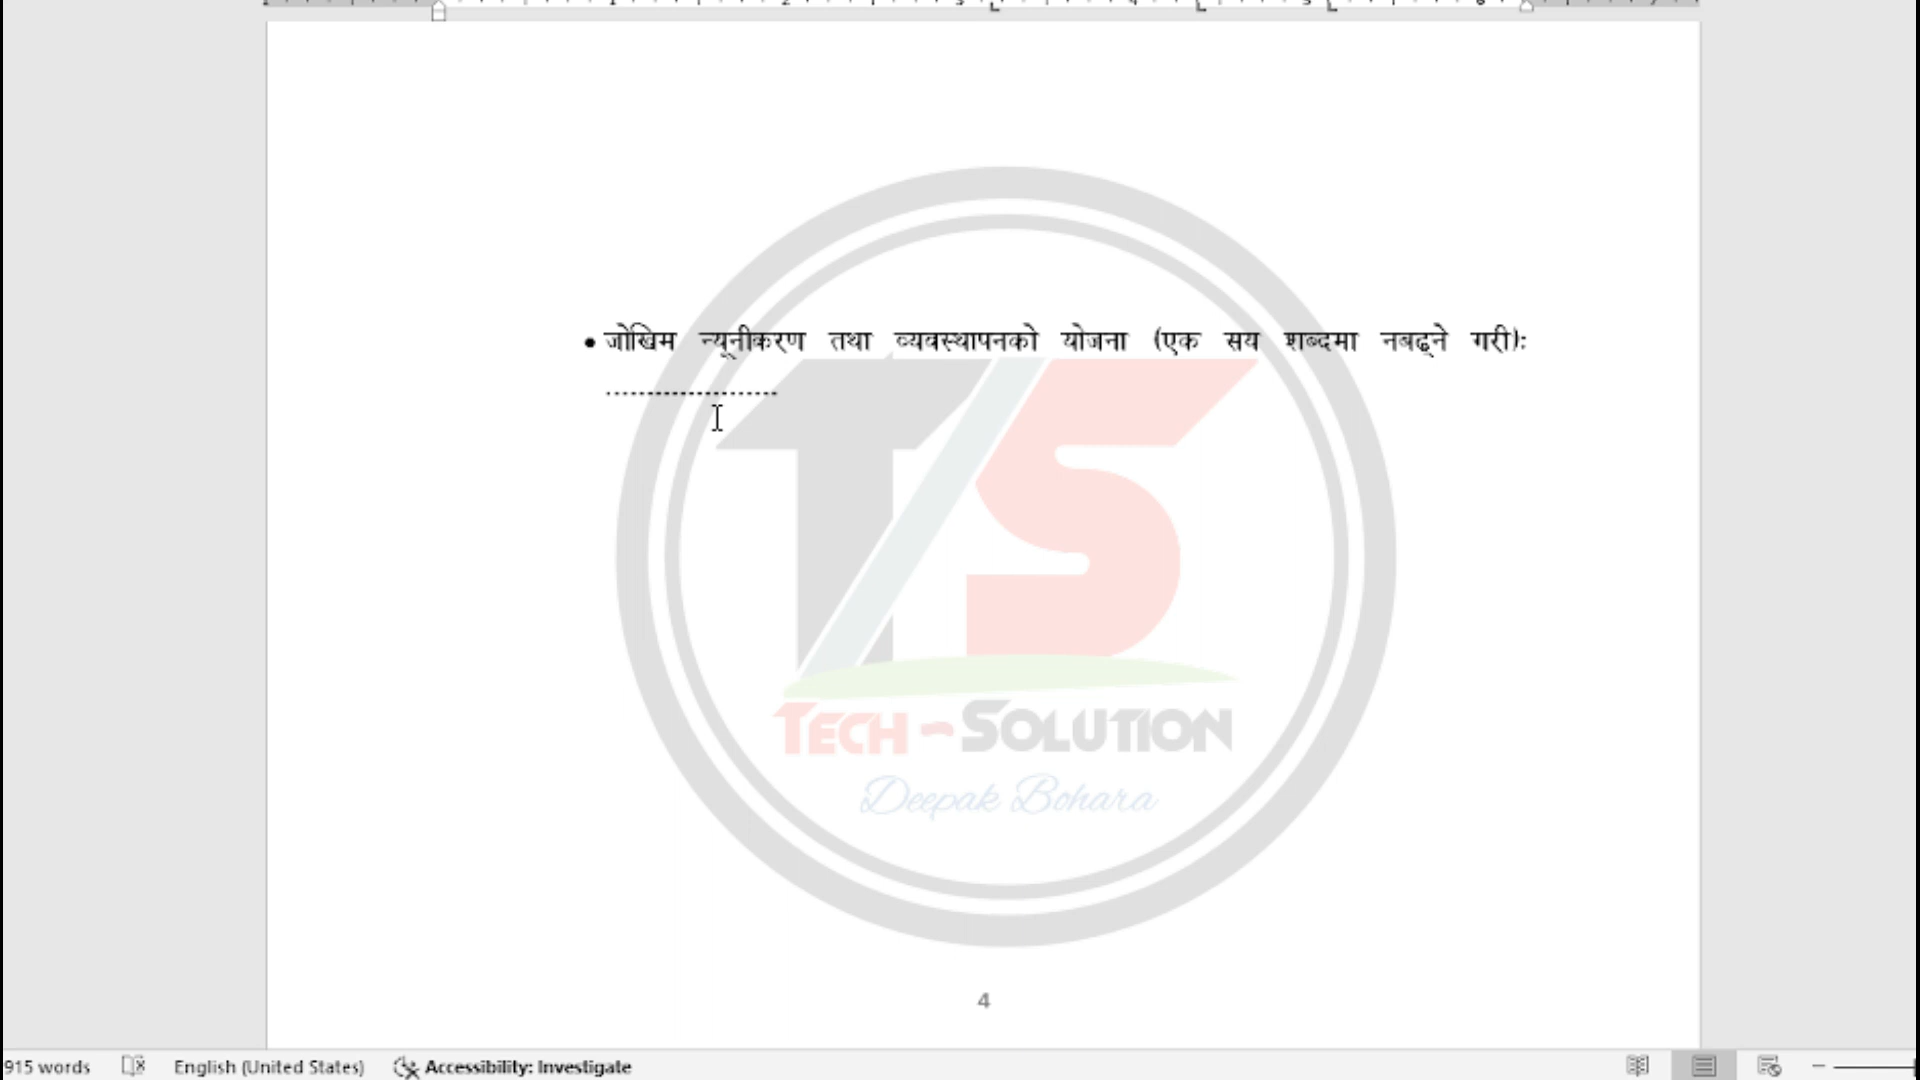 • जोखिम न्यूनीकरण तथा व्यवस्थापनको योजना (एक सय शब्दमा नबढ्ने गरी):
.....................
TS
TECH - SOLUTION
Deepak Bohara
4
915 words English (United States) Accessibility: Investigate